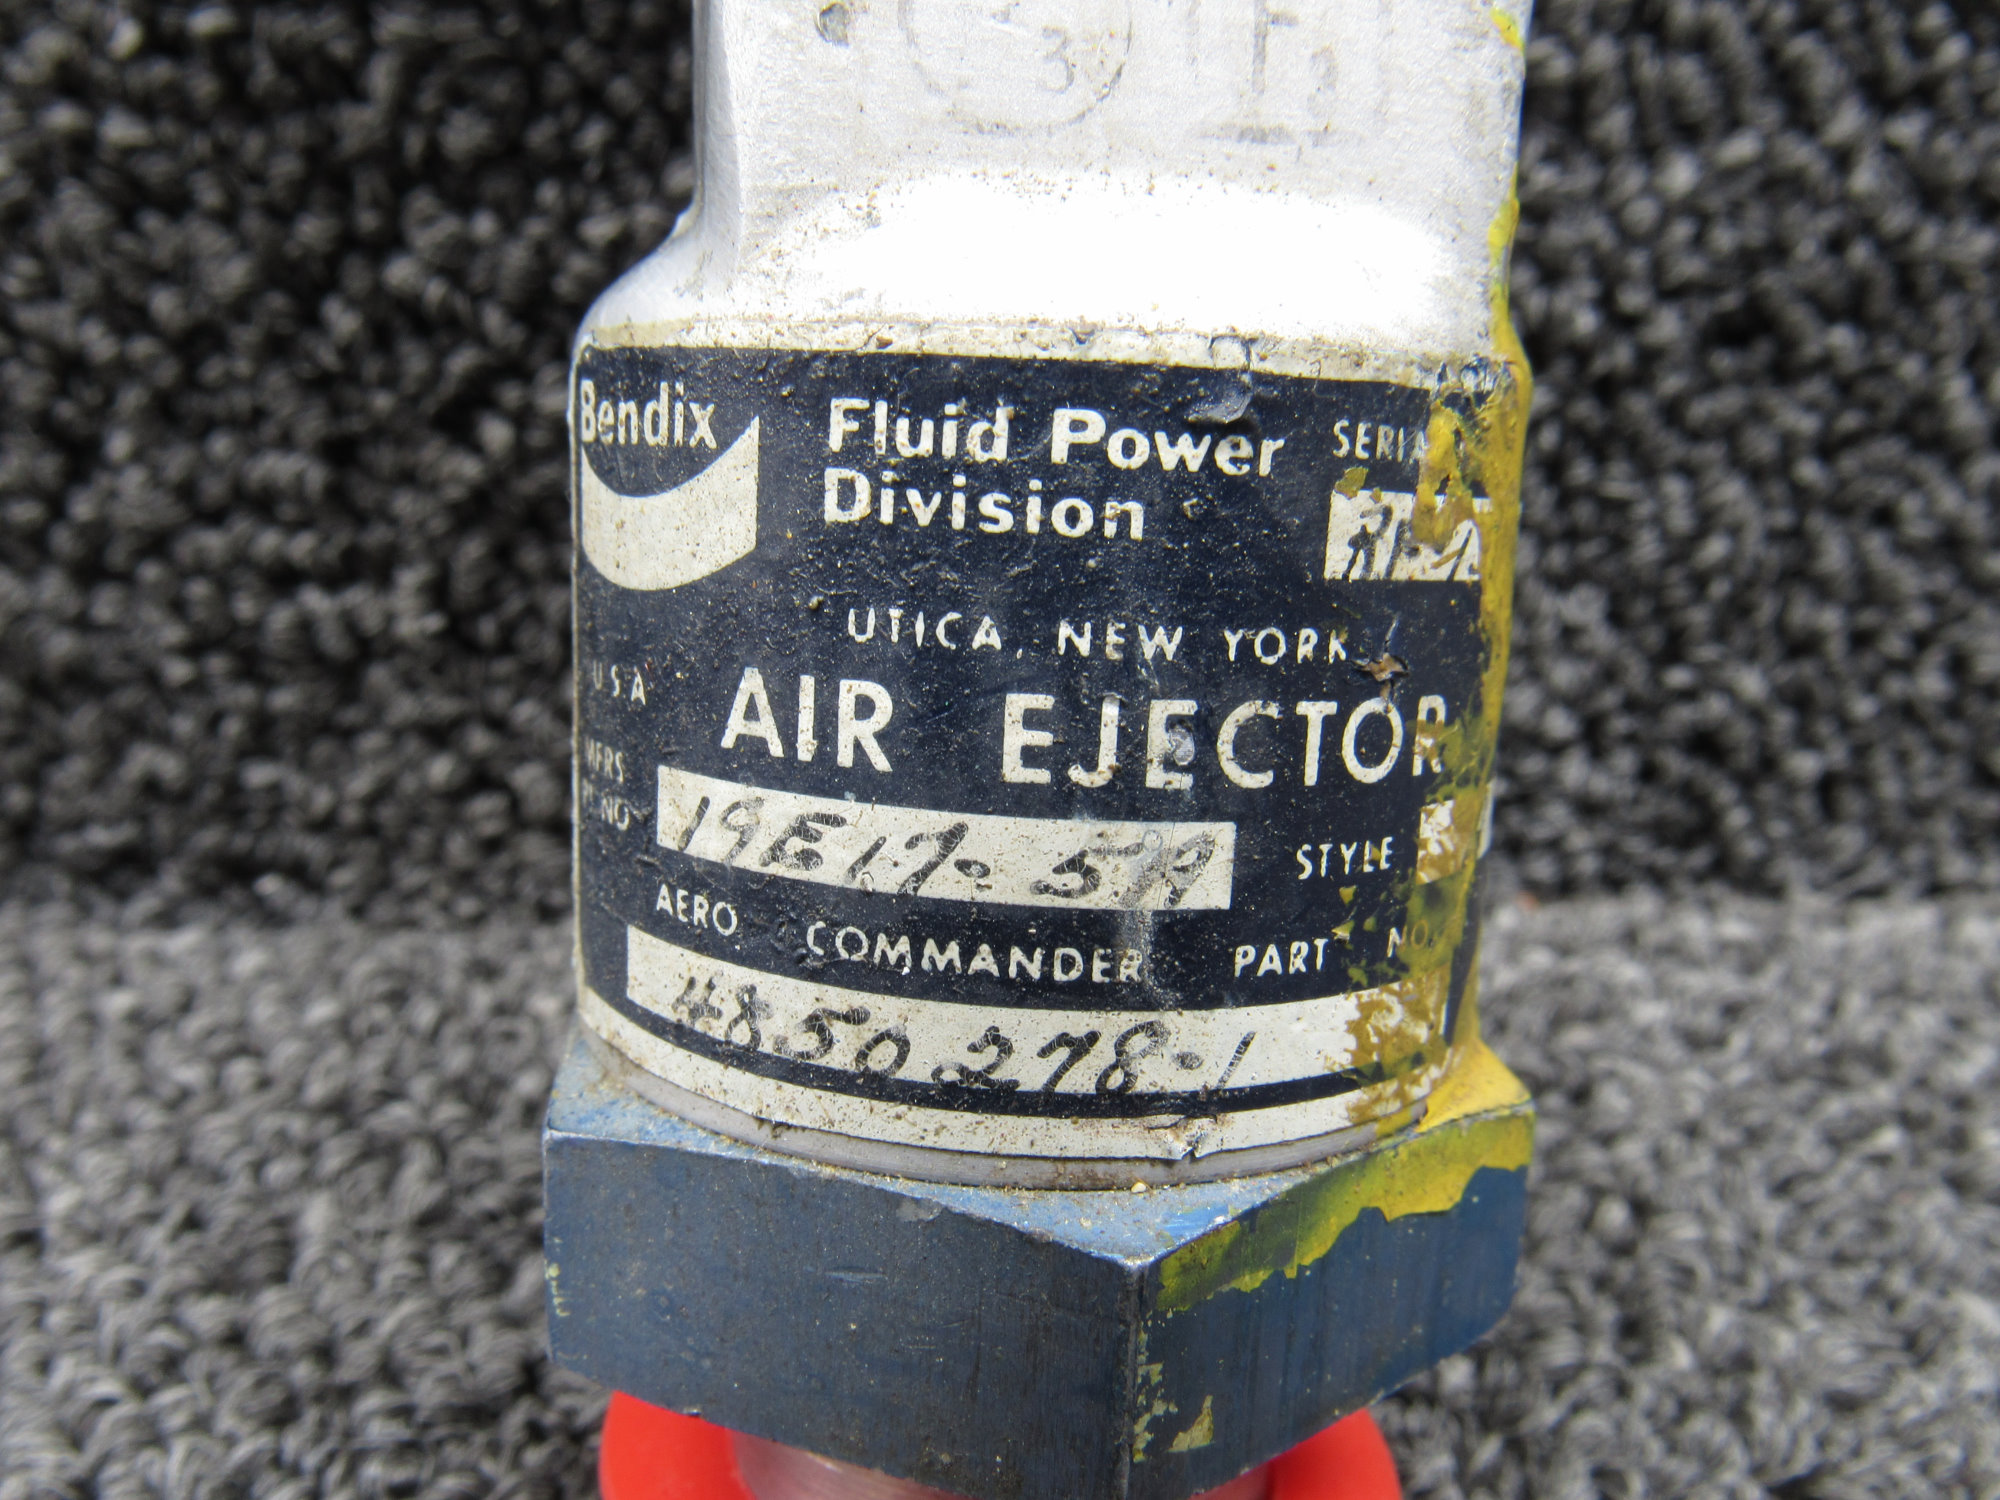 3
Bendix
Fluid Power
Division
UTICA, NEW YORK
U S A
AIR EJECTOR
MFRS
PT NO
19E17-5A
STYLE
AERO COMMANDER PART NO.
4850278-1